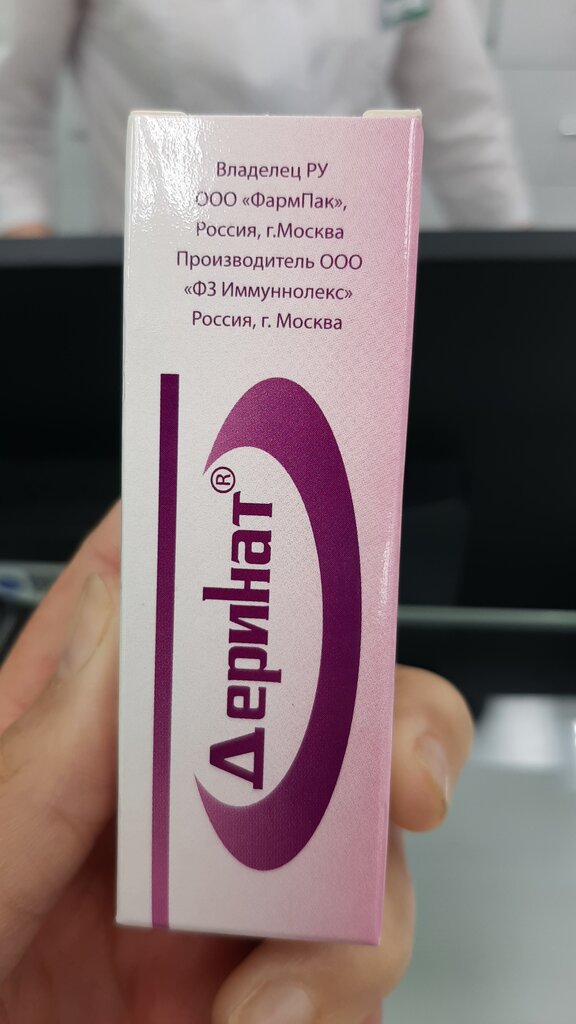 Владелец РУ
ООО «ФармПак»,
Россия, г.Москва
Производитель ООО
«ФЗ Иммуннолекс»
Россия, г. Москва
Деринат®